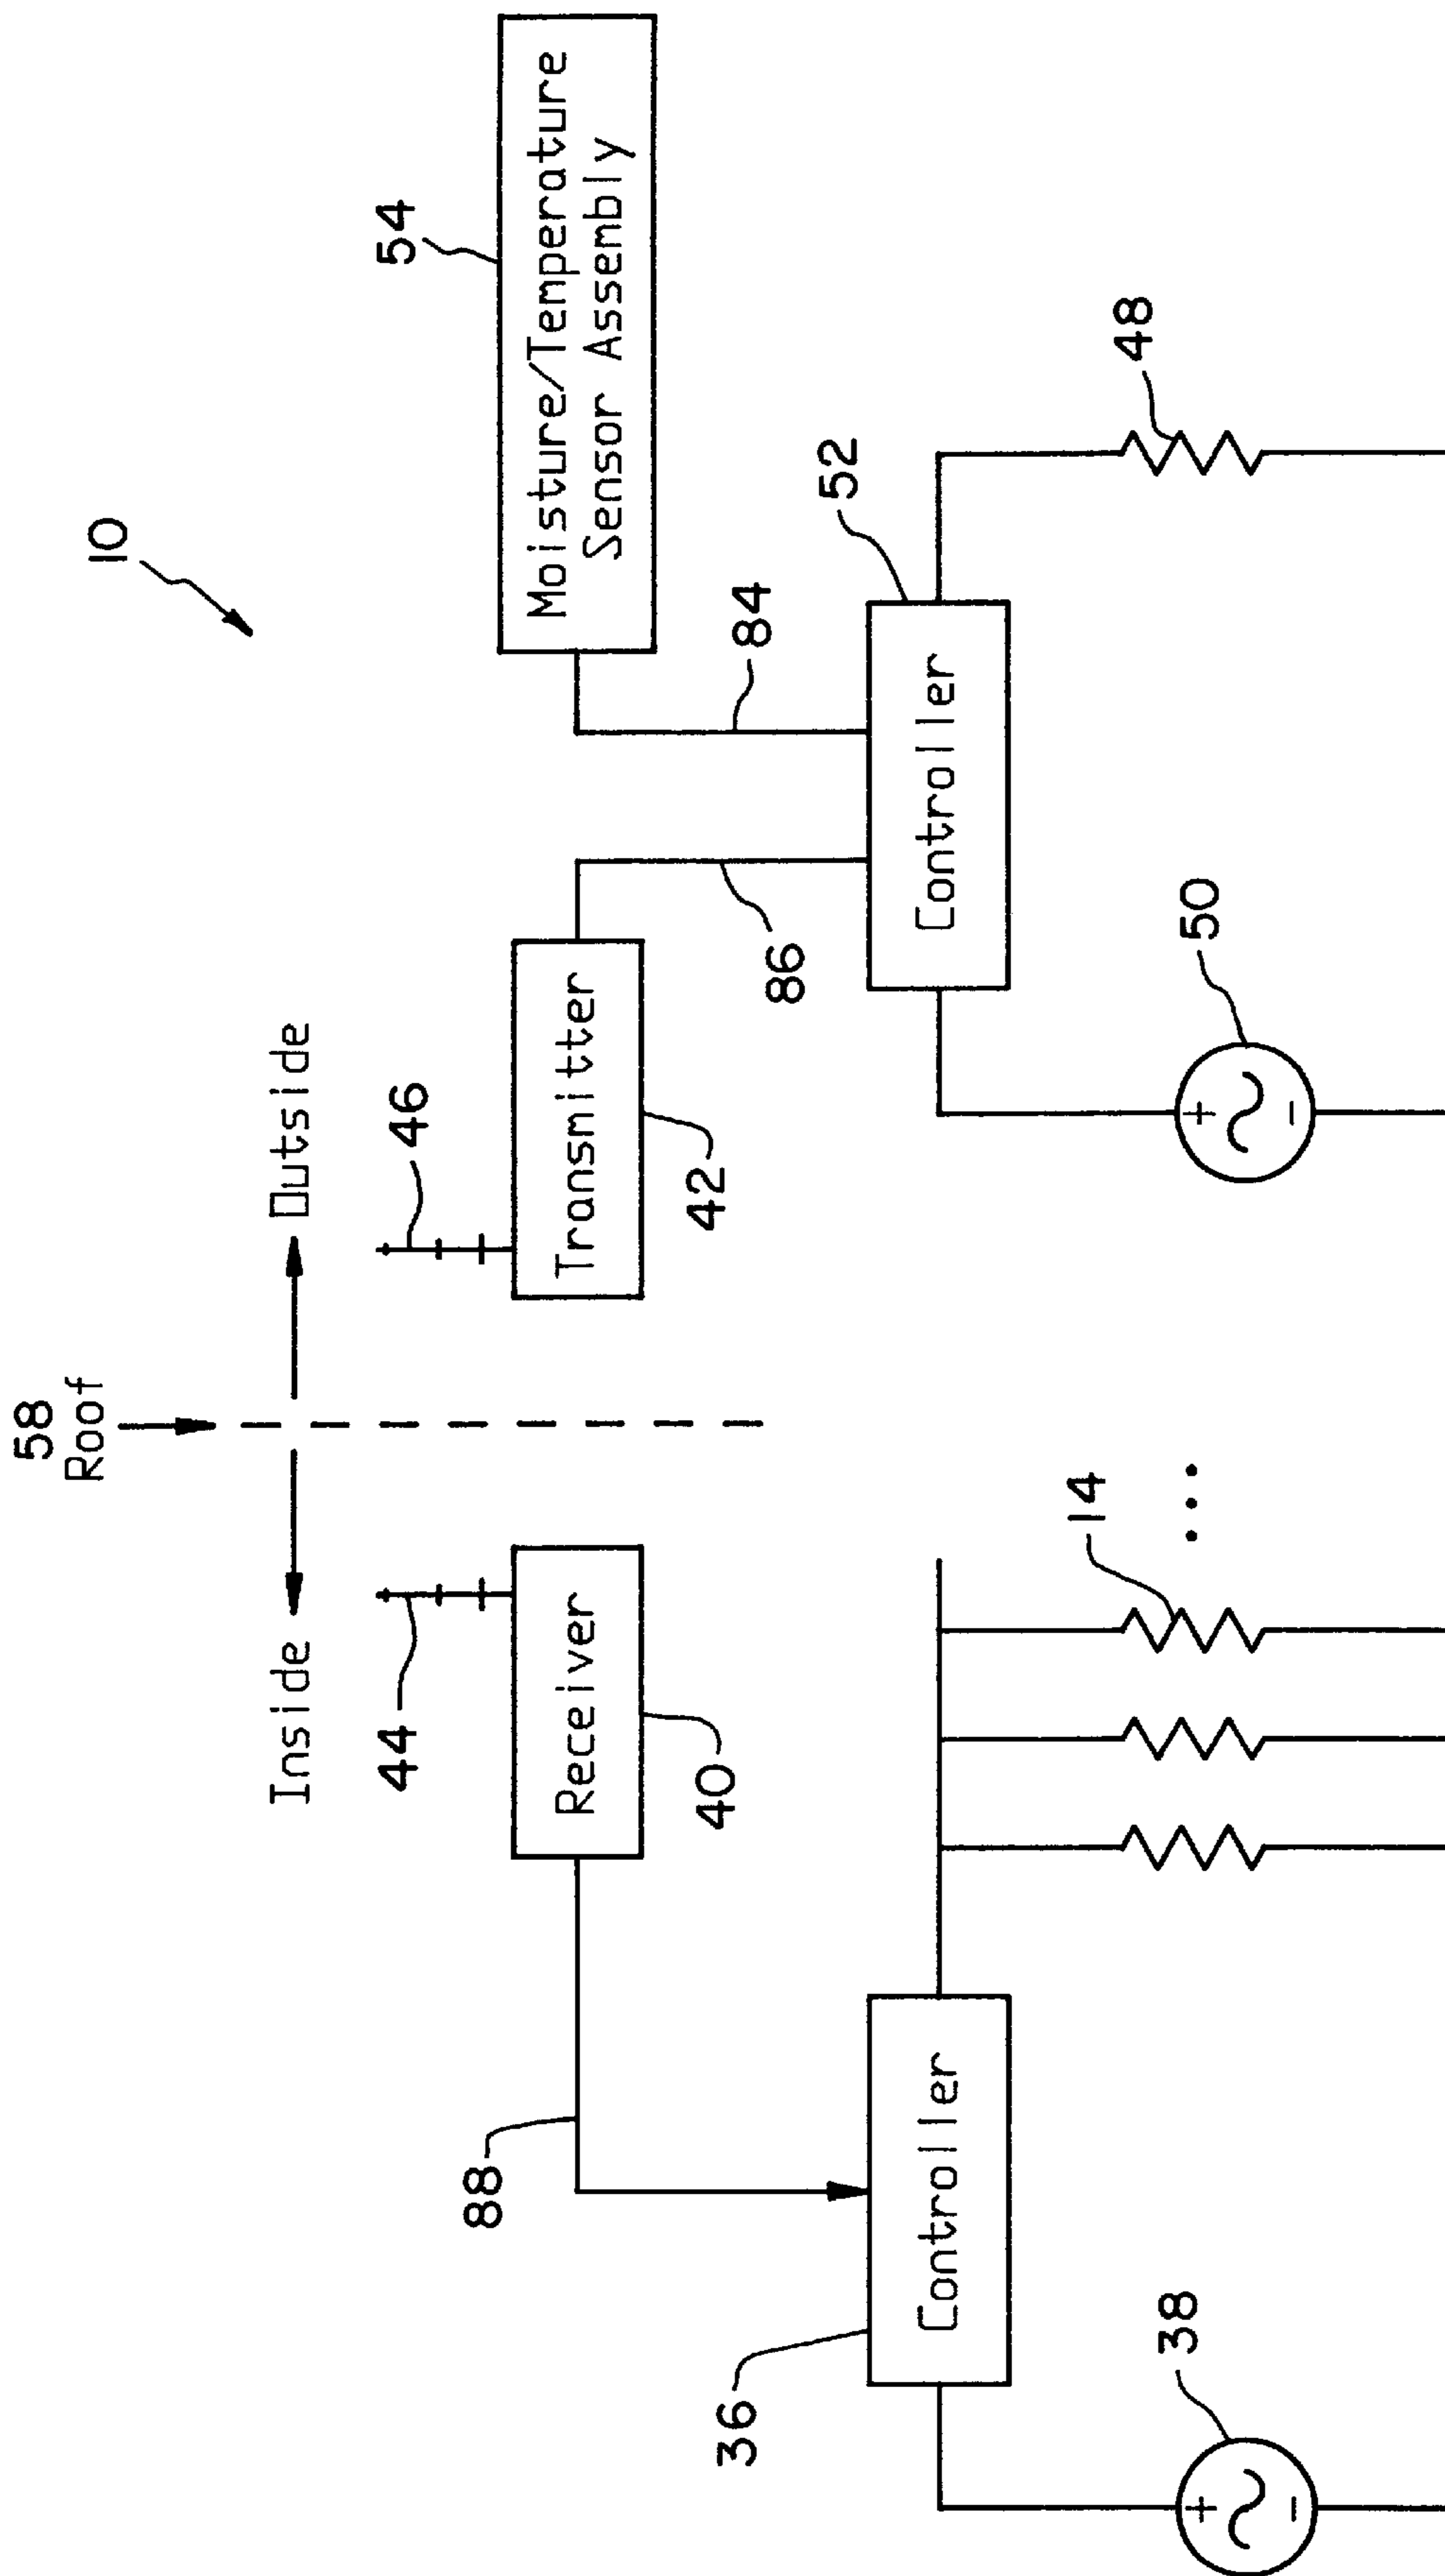 10
58
Roof
Inside
Outside
44
46
54
Moisture/Temperature
Sensor Assembly
Receiver
Transmitter
40
42
88
86
84
36
Controller
52
Controller
14
...
48
38
+
-
50
+
-